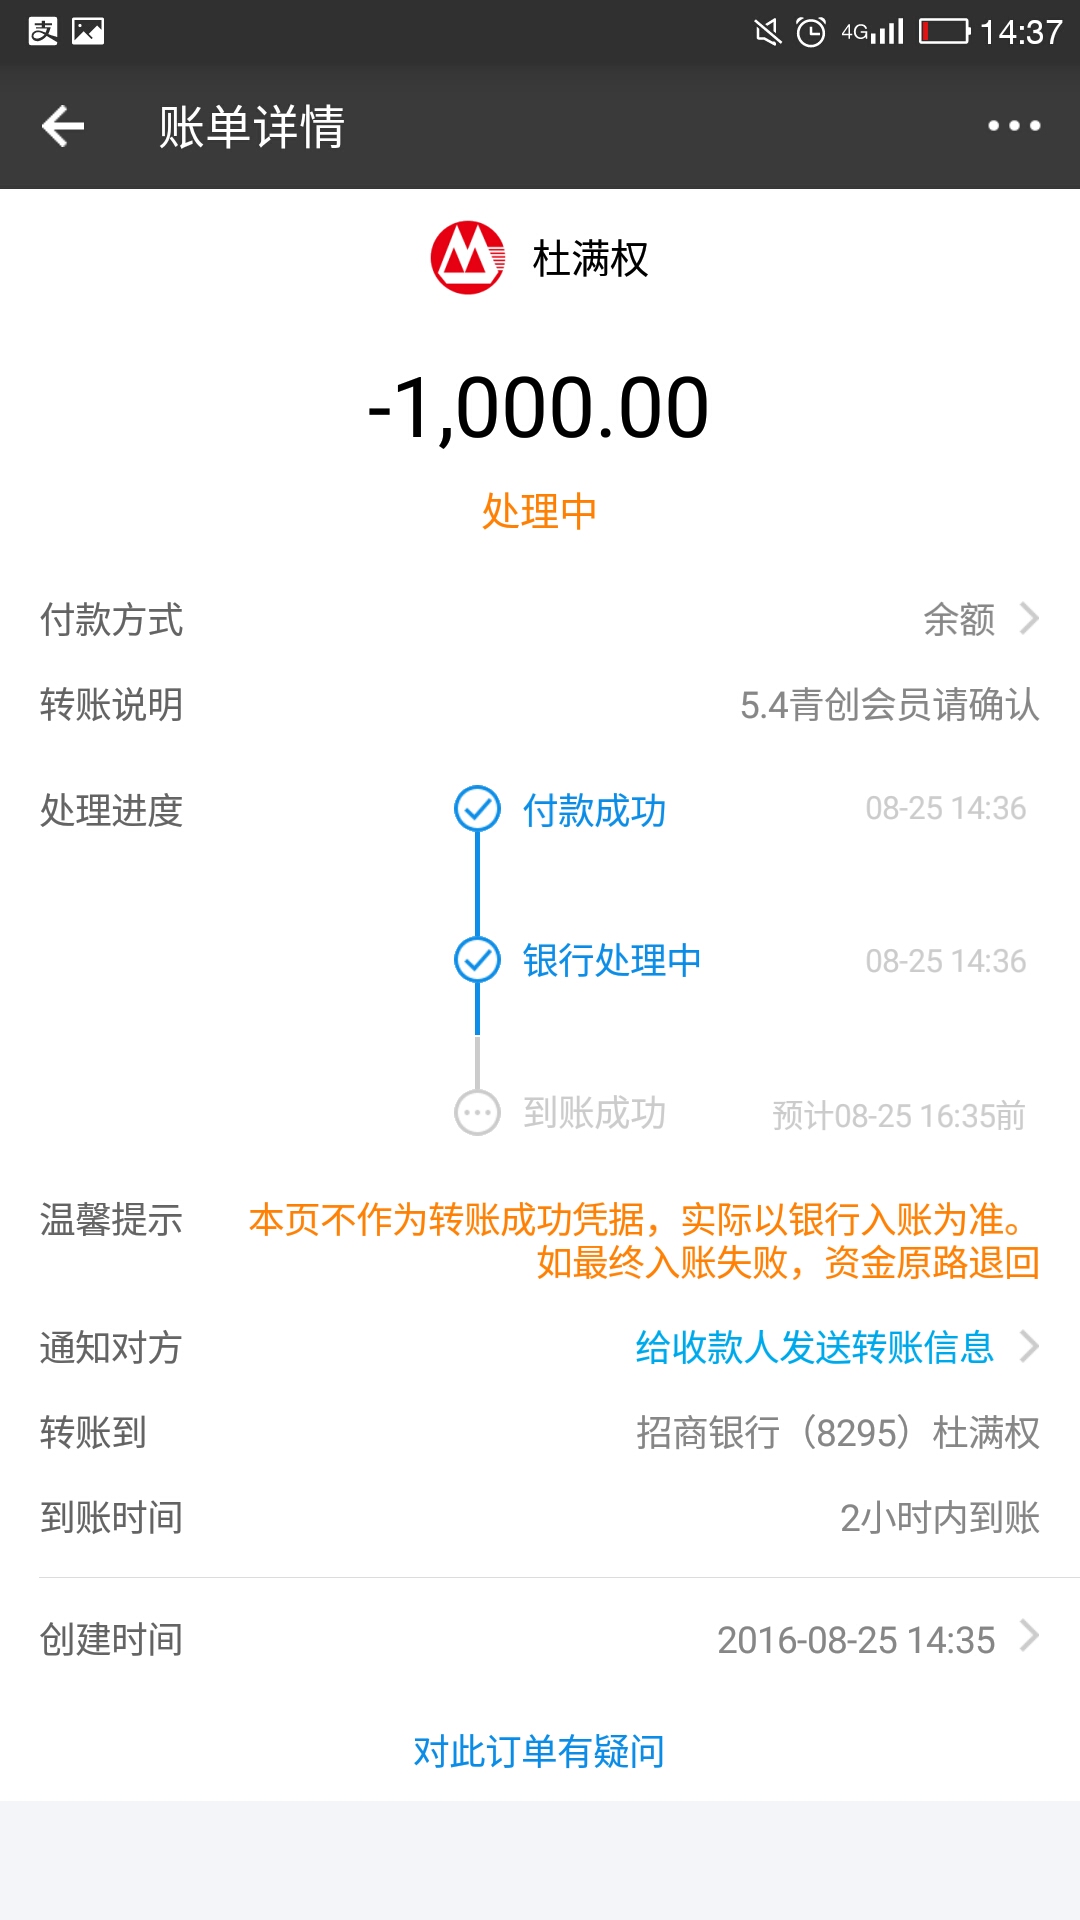 支
4G 14:37
账单详情
杜满权
-1,000.00
处理中
付款方式 余额
转账说明 5.4青创会员请确认
处理进度 付款成功 08-25 14:36
银行处理中 08-25 14:36
到账成功 预计08-25 16:35前
温馨提示 本页不作为转账成功凭据，实际以银行入账为准。
如最终入账失败，资金原路退回
通知对方 给收款人发送转账信息
转账到 招商银行（8295）杜满权
到账时间 2小时内到账
创建时间 2016-08-25 14:35
对此订单有疑问